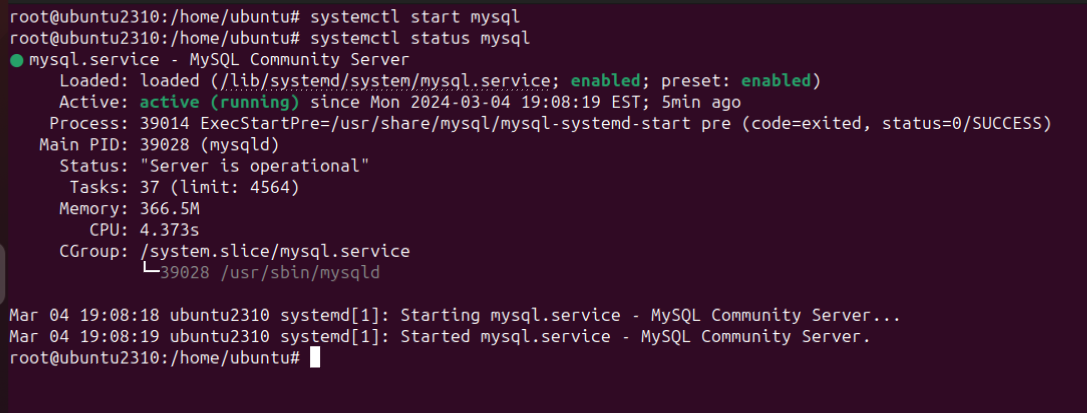 root@ubuntu2310:/home/ubuntu# systemctl start mysql
root@ubuntu2310:/home/ubuntu# systemctl status mysql
● mysql.service - MySQL Community Server
     Loaded: loaded (/lib/systemd/system/mysql.service; enabled; preset: enabled)
     Active: active (running) since Mon 2024-03-04 19:08:19 EST; 5min ago
    Process: 39014 ExecStartPre=/usr/share/mysql/mysql-systemd-start pre (code=exited, status=0/SUCCESS)
   Main PID: 39028 (mysqld)
     Status: "Server is operational"
      Tasks: 37 (limit: 4564)
     Memory: 366.5M
        CPU: 4.373s
     CGroup: /system.slice/mysql.service
             └─39028 /usr/sbin/mysqld
Mar 04 19:08:18 ubuntu2310 systemd[1]: Starting mysql.service - MySQL Community Server...
Mar 04 19:08:19 ubuntu2310 systemd[1]: Started mysql.service - MySQL Community Server.
root@ubuntu2310:/home/ubuntu#